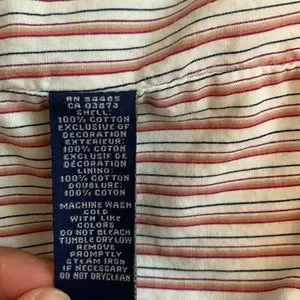 RN 54485
CA 03873
SHELL:
100% COTTON
EXCLUSIVE OF
DECORATION
EXTERIEUR:
100% COTON
EXCLUSIF DE
DÉCORATION
LINING:
100% COTTON
DOUBLURE:
100% COTON
MACHINE WASH
COLD
WITH LIKE
COLORS
DO NOT BLEACH
TUMBLE DRY LOW
REMOVE
PROMPTLY
STEAM IRON
IF NECESSARY
DO NOT DRYCLEAN